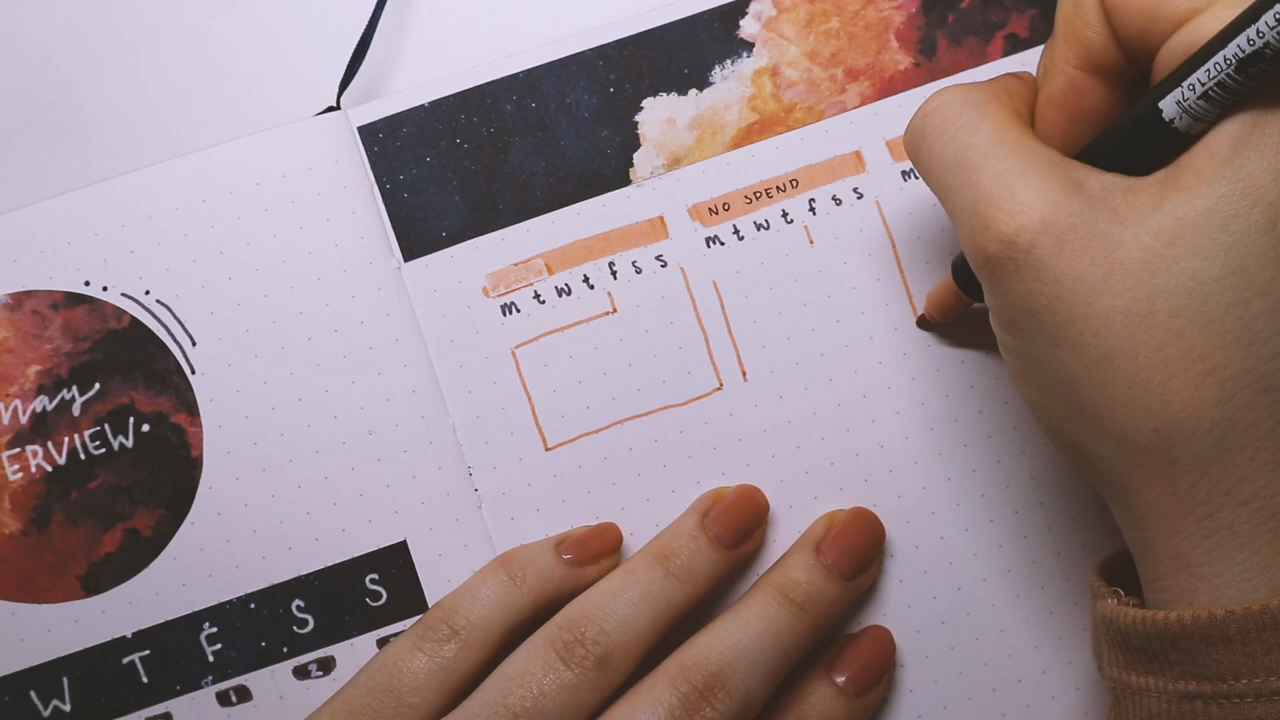 May
ERVIEW.
W T F S S
1 2
m t w t f s s
NO SPEND
m t w t f s s
m